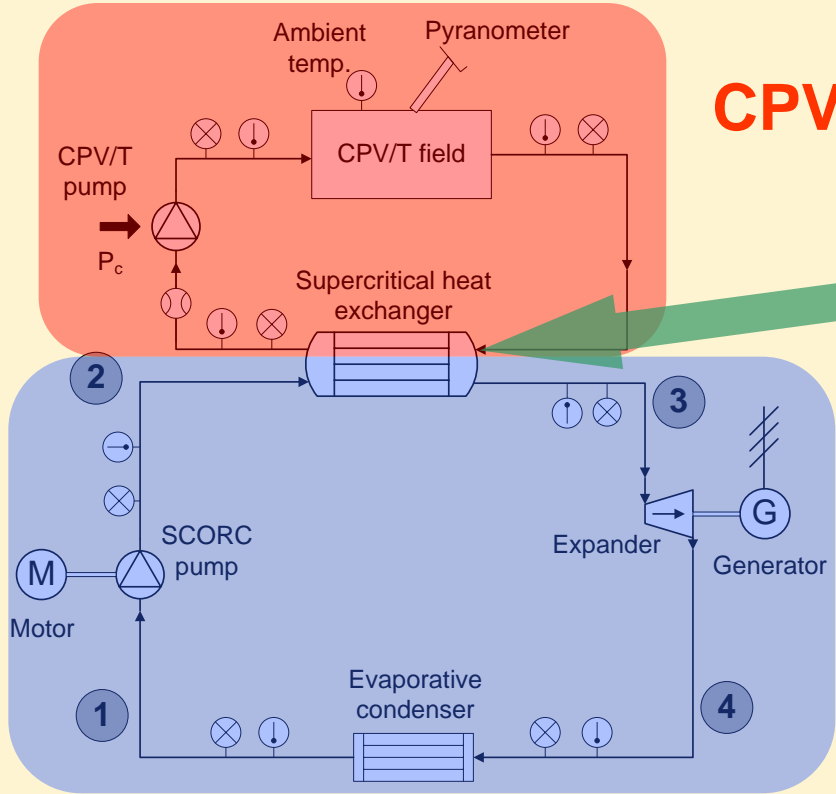 Ambient
temp.
Pyranometer
CPV
CPV/T
pump
CPV/T field
P_c
Supercritical heat
exchanger
2
3
SCORC
pump
M
Motor
Expander
G
Generator
1
Evaporative
condenser
4